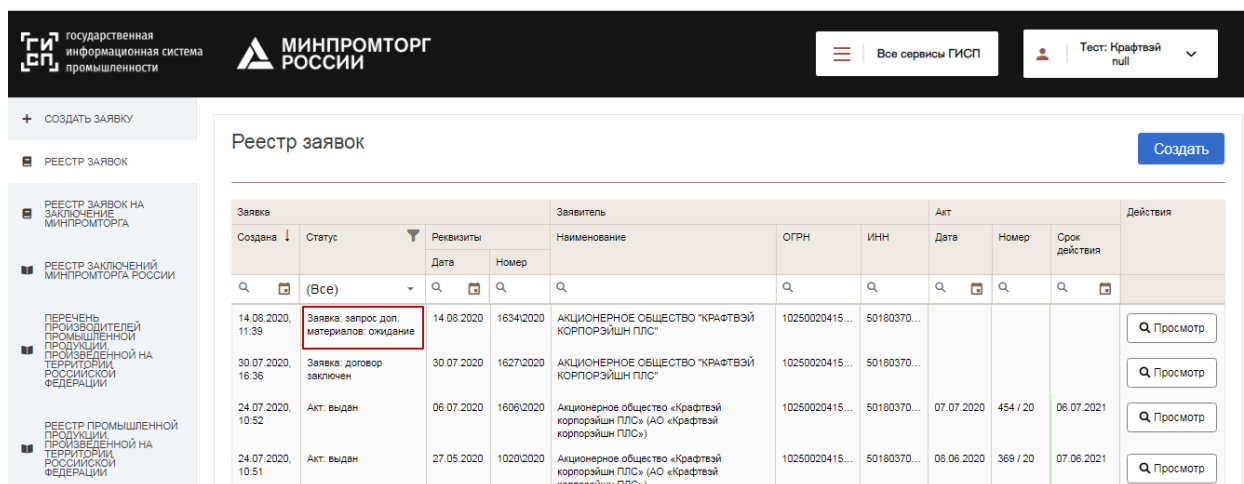 государственная
информационная система
промышленности
ГИСП
МИНПРОМТОРГ
РОССИИ
Все сервисы ГИСП
Тест: Крафтвэй
null
СОЗДАТЬ ЗАЯВКУ
РЕЕСТР ЗАЯВОК
РЕЕСТР ЗАЯВОК НА
ЗАКЛЮЧЕНИЕ
МИНПРОМТОРГА
РЕЕСТР ЗАКЛЮЧЕНИЙ
МИНПРОМТОРГА РОССИИ
ПЕРЕЧЕНЬ
ПРОИЗВОДИТЕЛЕЙ
ПРОМЫШЛЕННОЙ
ПРОДУКЦИИ,
ПРОИЗВЕДЕННОЙ НА
ТЕРРИТОРИИ
РОССИЙСКОЙ
ФЕДЕРАЦИИ
РЕЕСТР ПРОМЫШЛЕННОЙ
ПРОДУКЦИИ,
ПРОИЗВЕДЕННОЙ НА
ТЕРРИТОРИИ
РОССИЙСКОЙ
ФЕДЕРАЦИИ
Реестр заявок
Создать
Заявка Заявитель Акт Действия
Создана Статус Реквизиты Наименование ОГРН ИНН Дата Номер Срок
действия
Дата Номер
(Все)
14.08.2020, Заявка: запрос доп. 14.08.2020 1634\2020 АКЦИОНЕРНОЕ ОБЩЕСТВО "КРАФТВЭЙ 10250020415... 50180370...
11:39 материалов: ожидание КОРПОРЭЙШН ПЛС" Просмотр
30.07.2020, Заявка: договор 30.07.2020 1627\2020 АКЦИОНЕРНОЕ ОБЩЕСТВО "КРАФТВЭЙ 10250020415... 50180370...
16:36 заключен КОРПОРЭЙШН ПЛС" Просмотр
24.07.2020, Акт: выдан 06.07.2020 1606\2020 Акционерное общество «Крафтвэй 10250020415... 50180370... 07.07.2020 454 / 20 06.07.2021
10:52 корпорэйшн ПЛС» (АО «Крафтвэй Просмотр
корпорэйшн ПЛС»)
24.07.2020, Акт: выдан 27.05.2020 1020\2020 Акционерное общество «Крафтвэй 10250020415... 50180370... 08.06.2020 369 / 20 07.06.2021
10:51 корпорэйшн ПЛС» (АО «Крафтвэй Просмотр